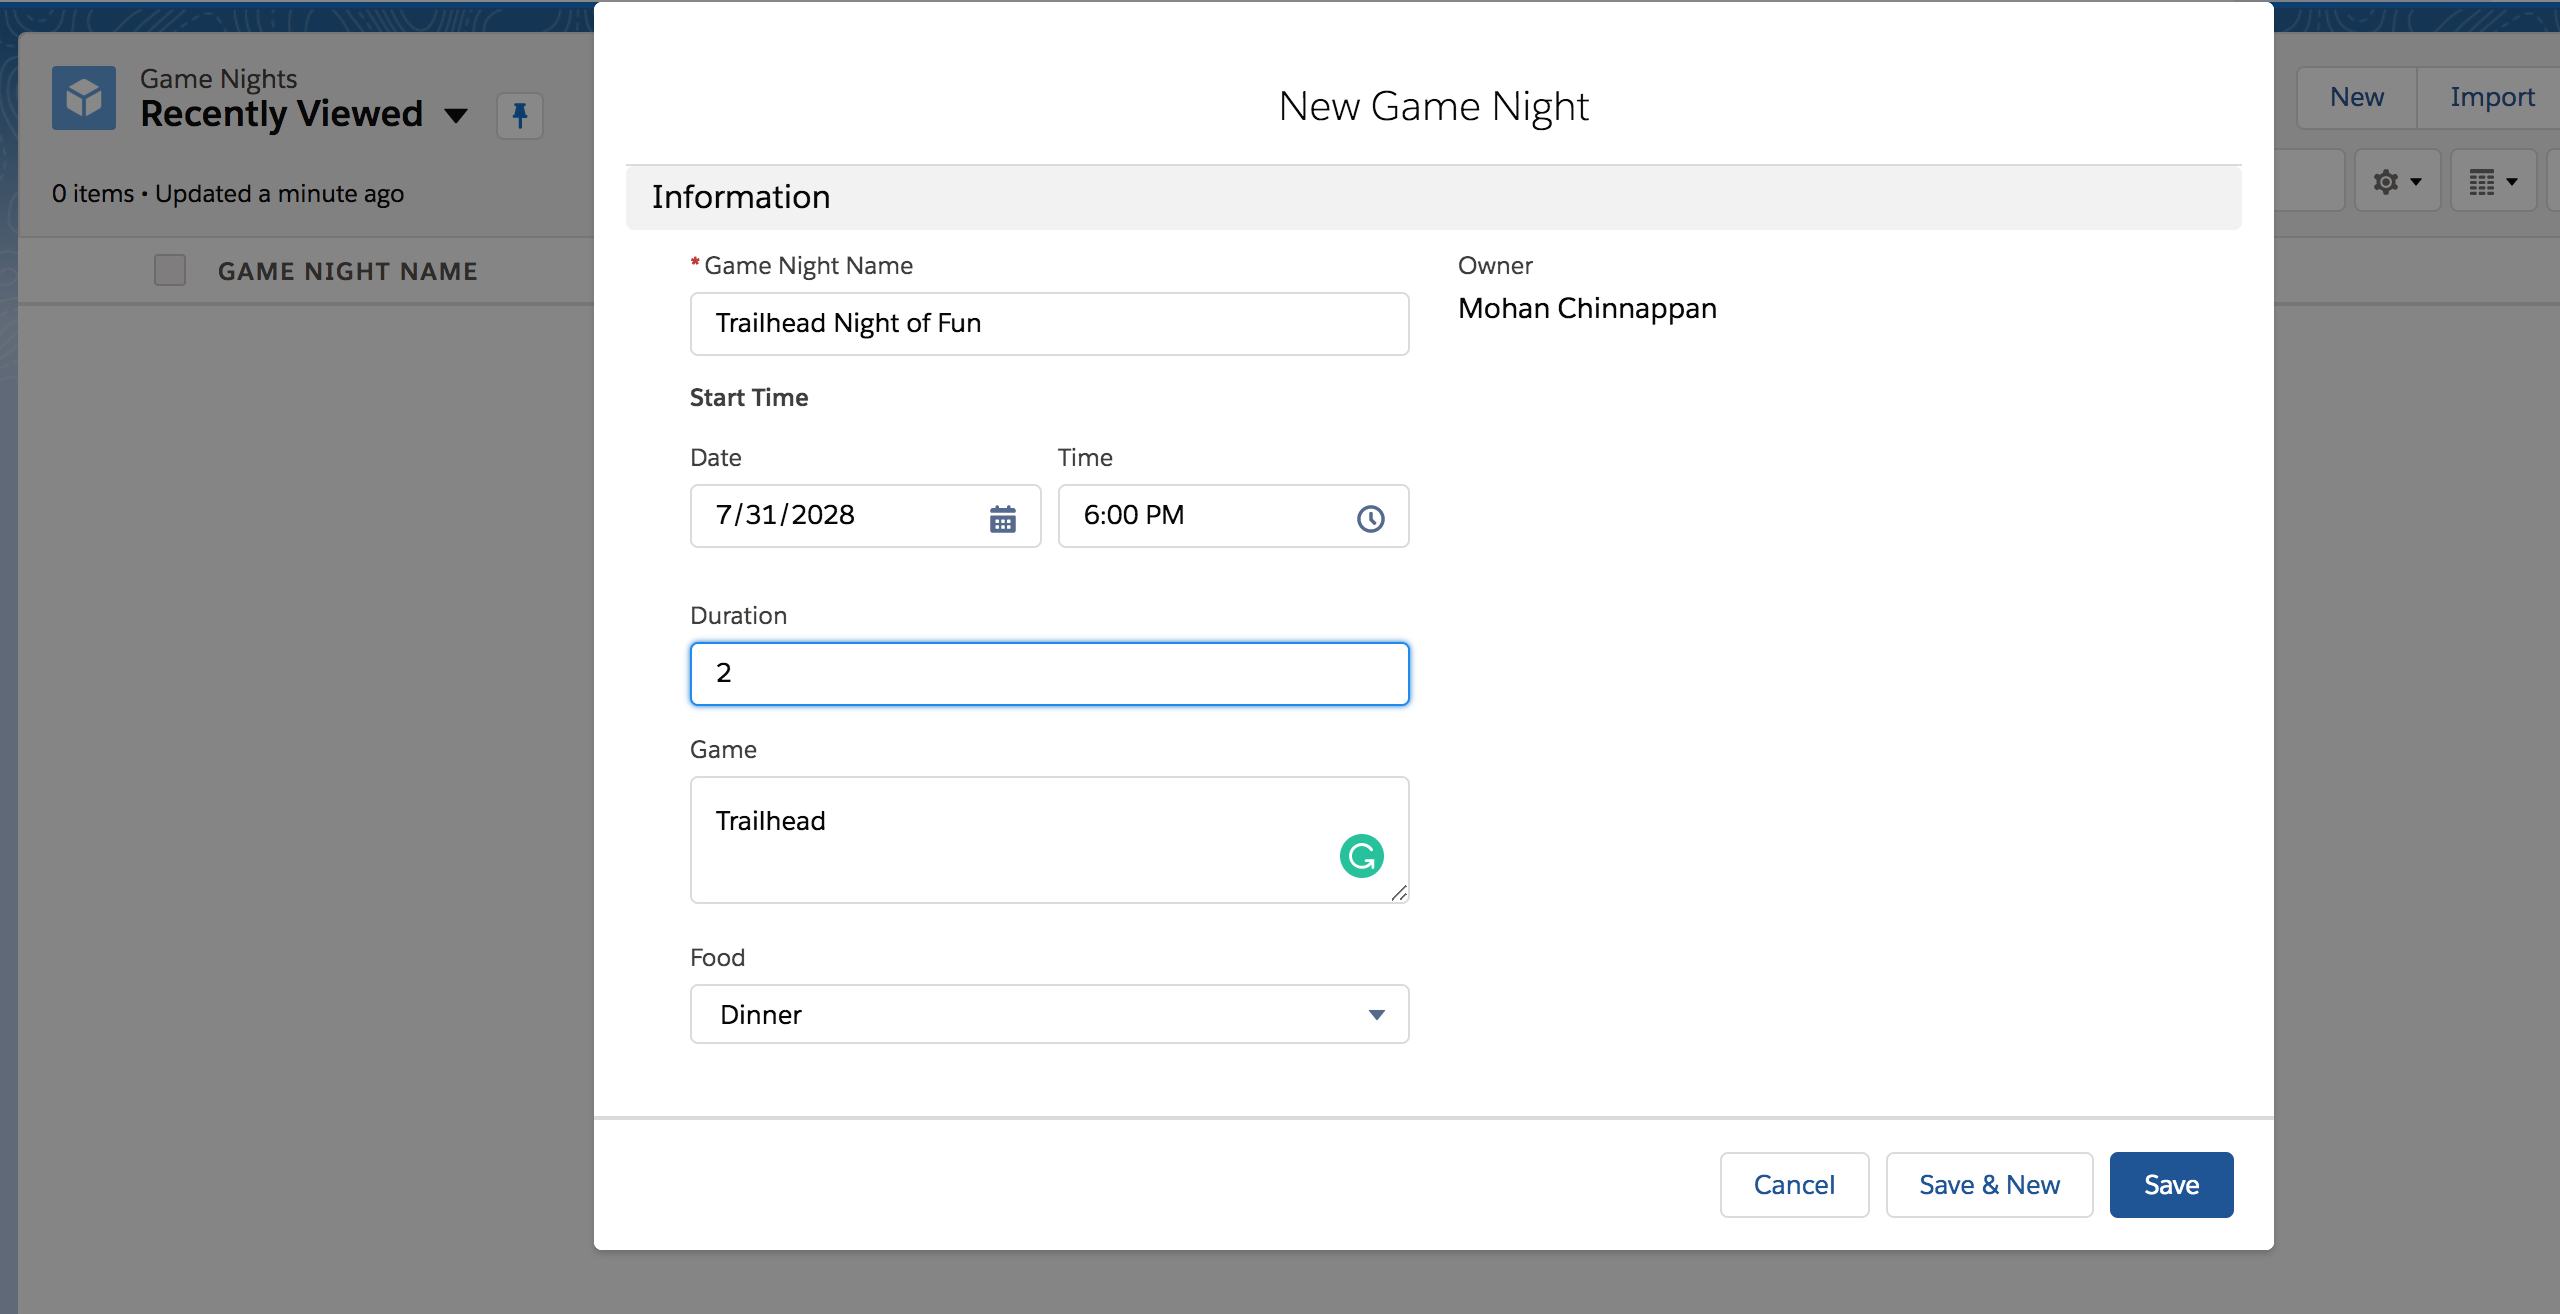 Game Nights
Recently Viewed
0 items • Updated a minute ago
GAME NIGHT NAME
New
Import
New Game Night
Information
*Game Night Name
Trailhead Night of Fun
Owner
Mohan Chinnappan
Start Time
Date
Time
7/31/2028
6:00 PM
Duration
2
Game
Trailhead
Food
Dinner
Cancel
Save & New
Save